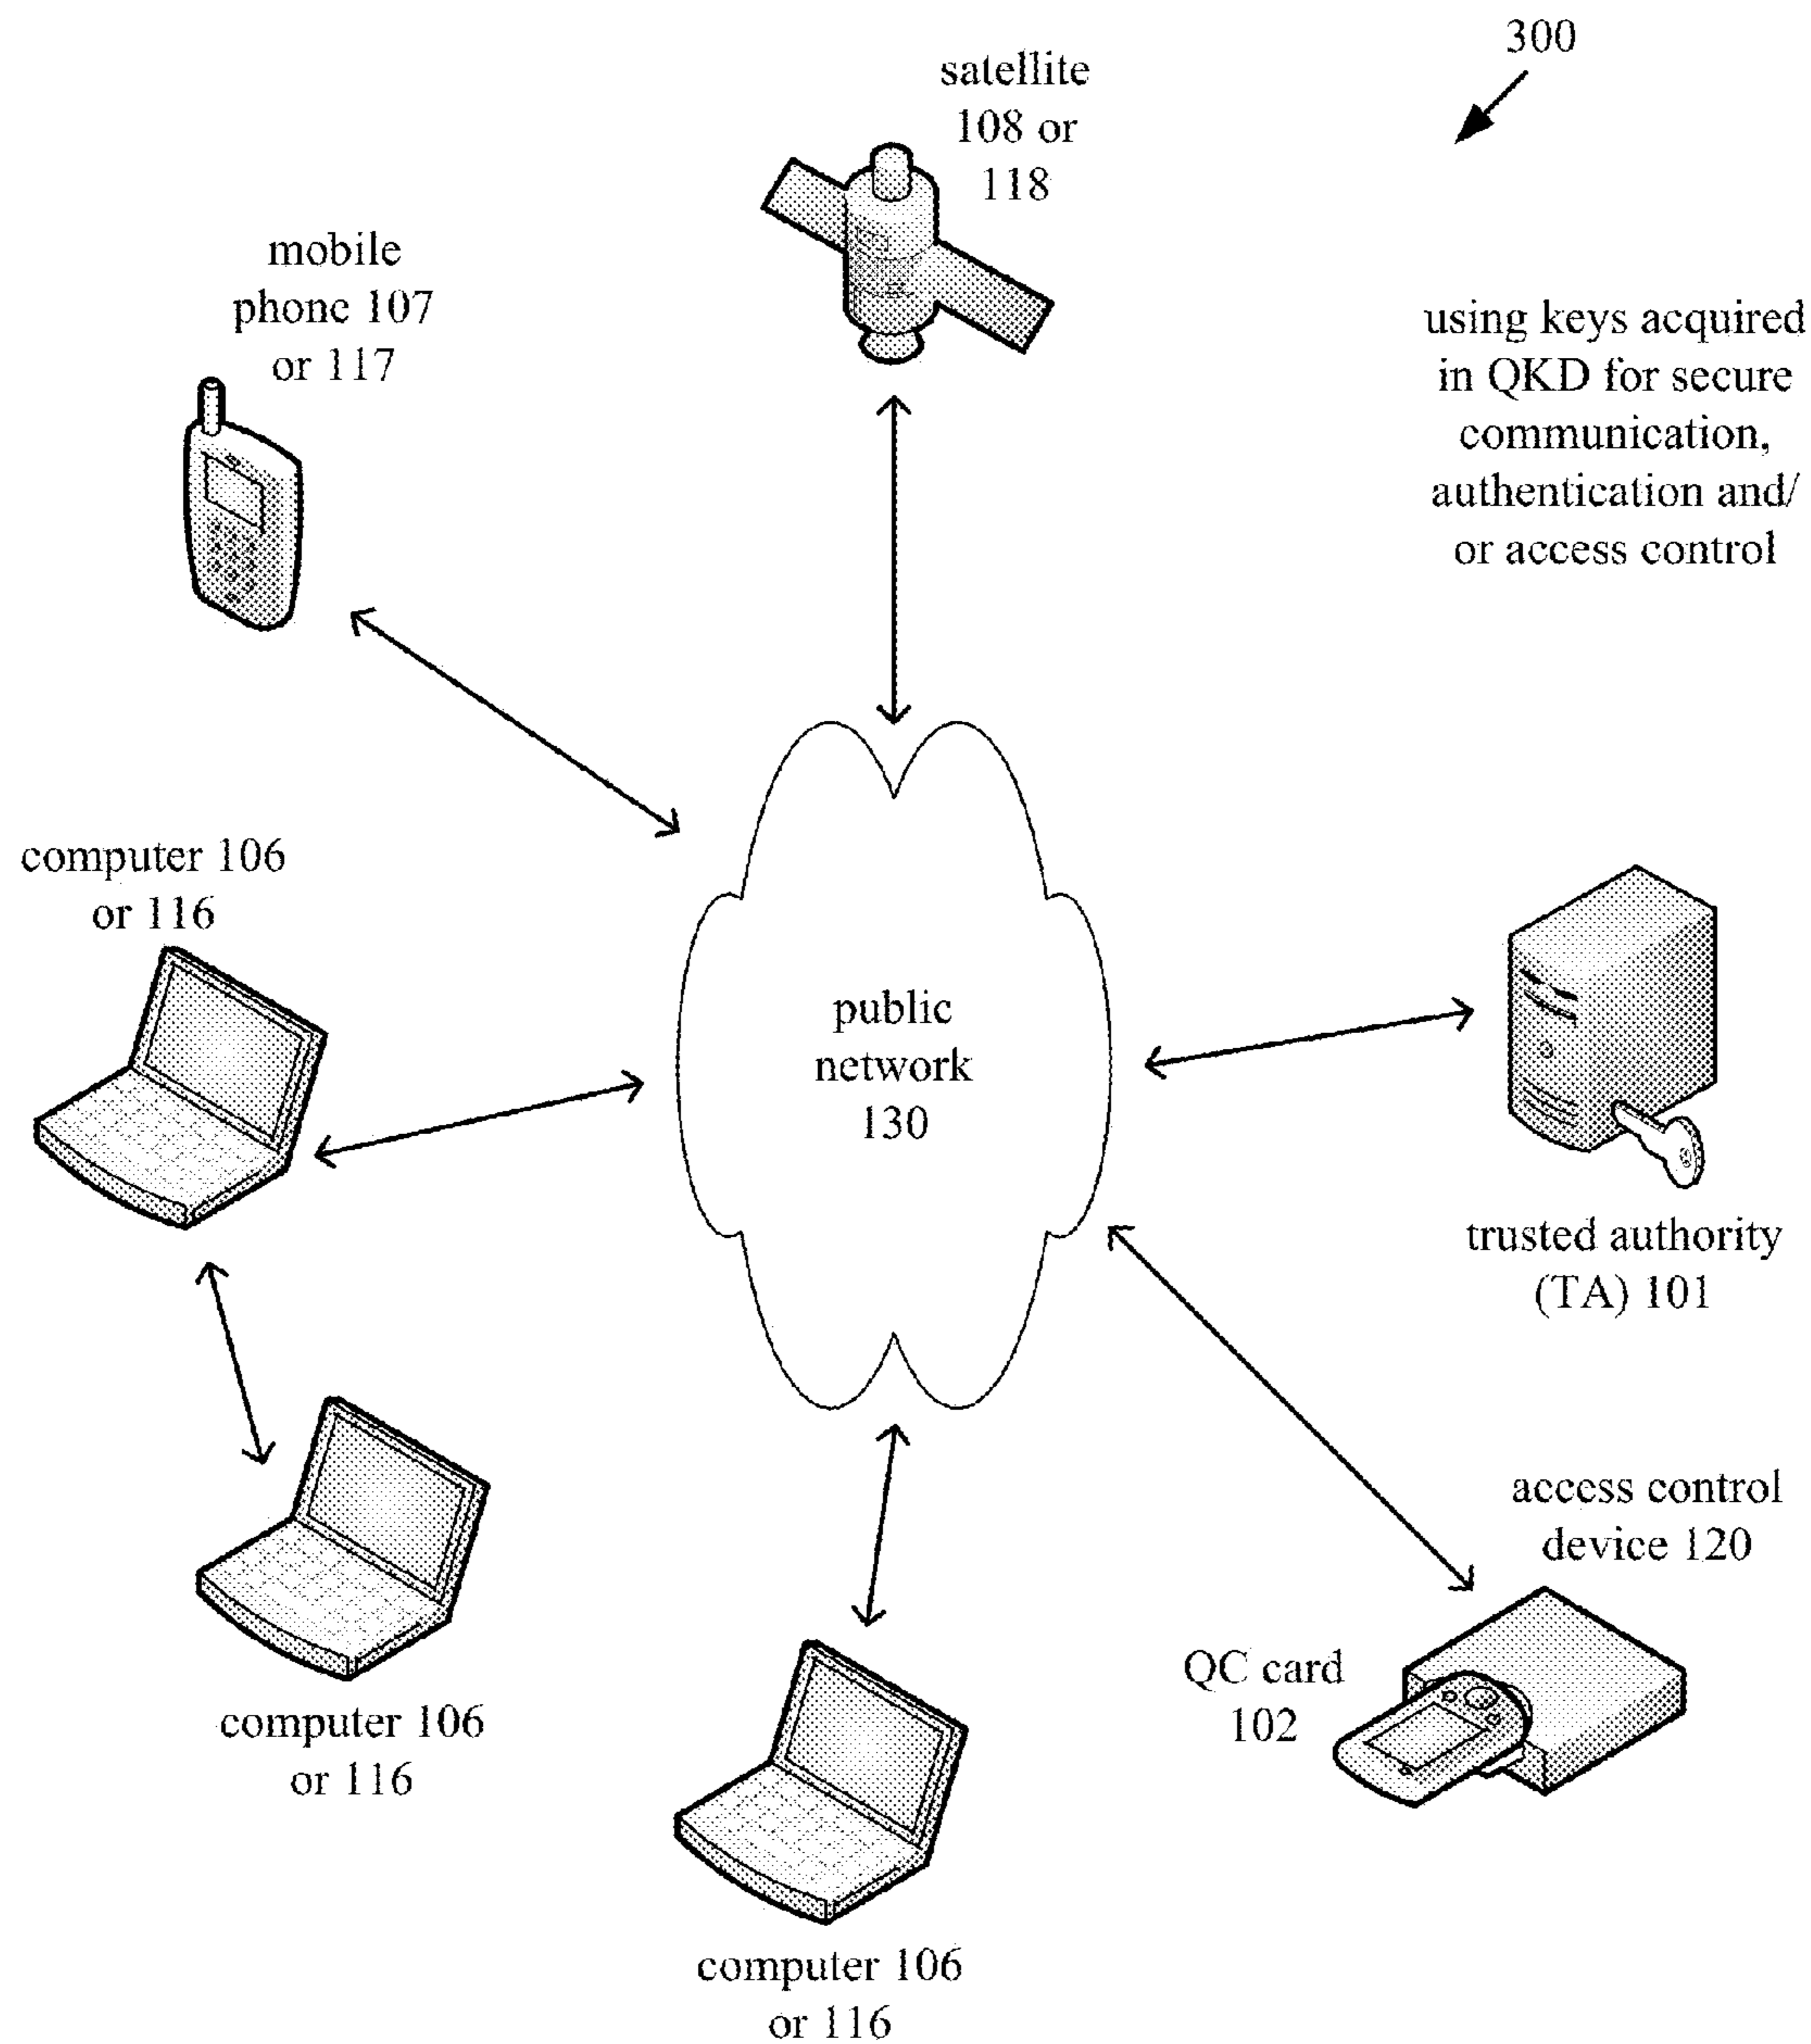 300
satellite
108 or
118
mobile
phone 107
or 117
using keys acquired
in QKD for secure
communication,
authentication and/
or access control
computer 106
or 116
public
network
130
trusted authority
(TA) 101
access control
device 120
QC card
102
computer 106
or 116
computer 106
or 116